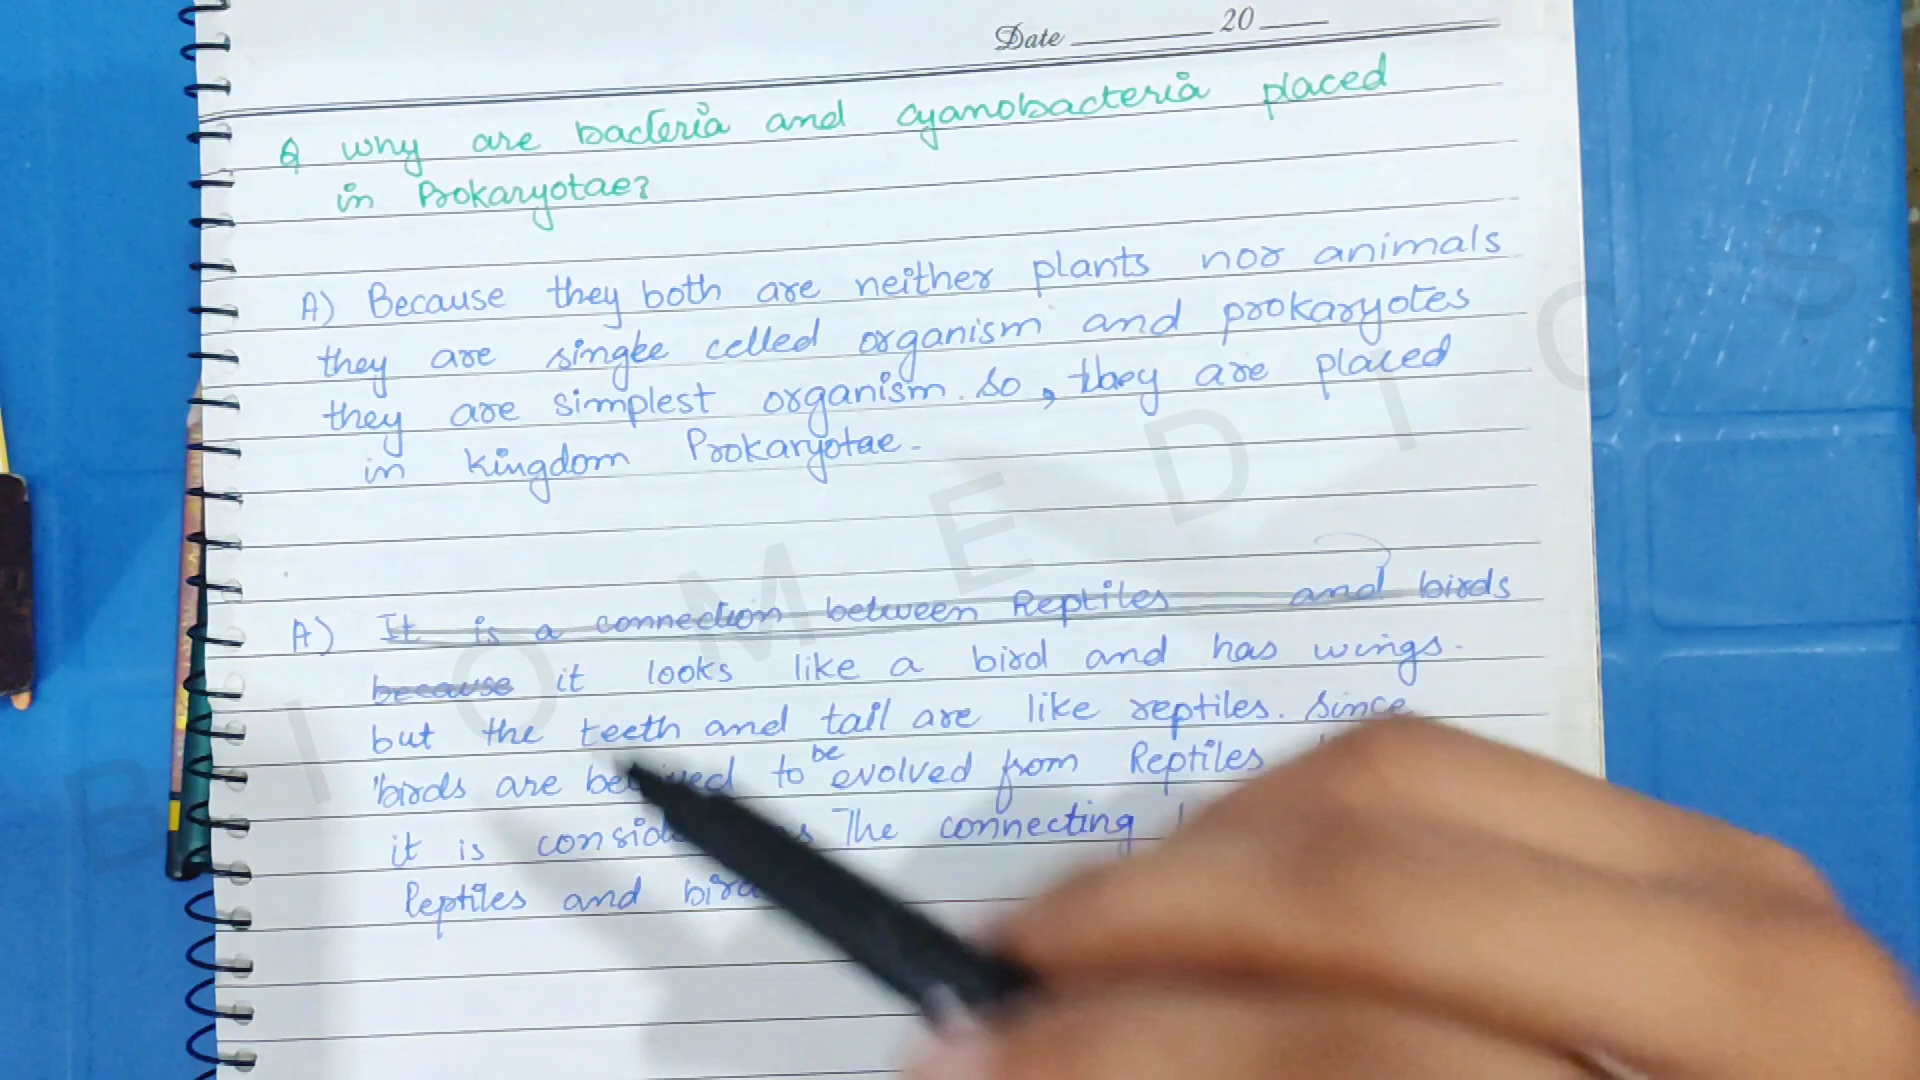 Date 20
Q why are bacteria and cyanobacteria placed
in Prokaryotae?
A) Because they both are neither plants nor animals
they are single celled organism and prokaryotes
they are simplest organism. So, they are placed
in kingdom Prokaryotae.
A) It is a connection between Reptiles and birds
because it looks like a bird and has wings.
but the teeth and tail are like reptiles. Since
birds are to be evolved from Reptiles
it is The connecting
Reptiles and
BIOMEDICS